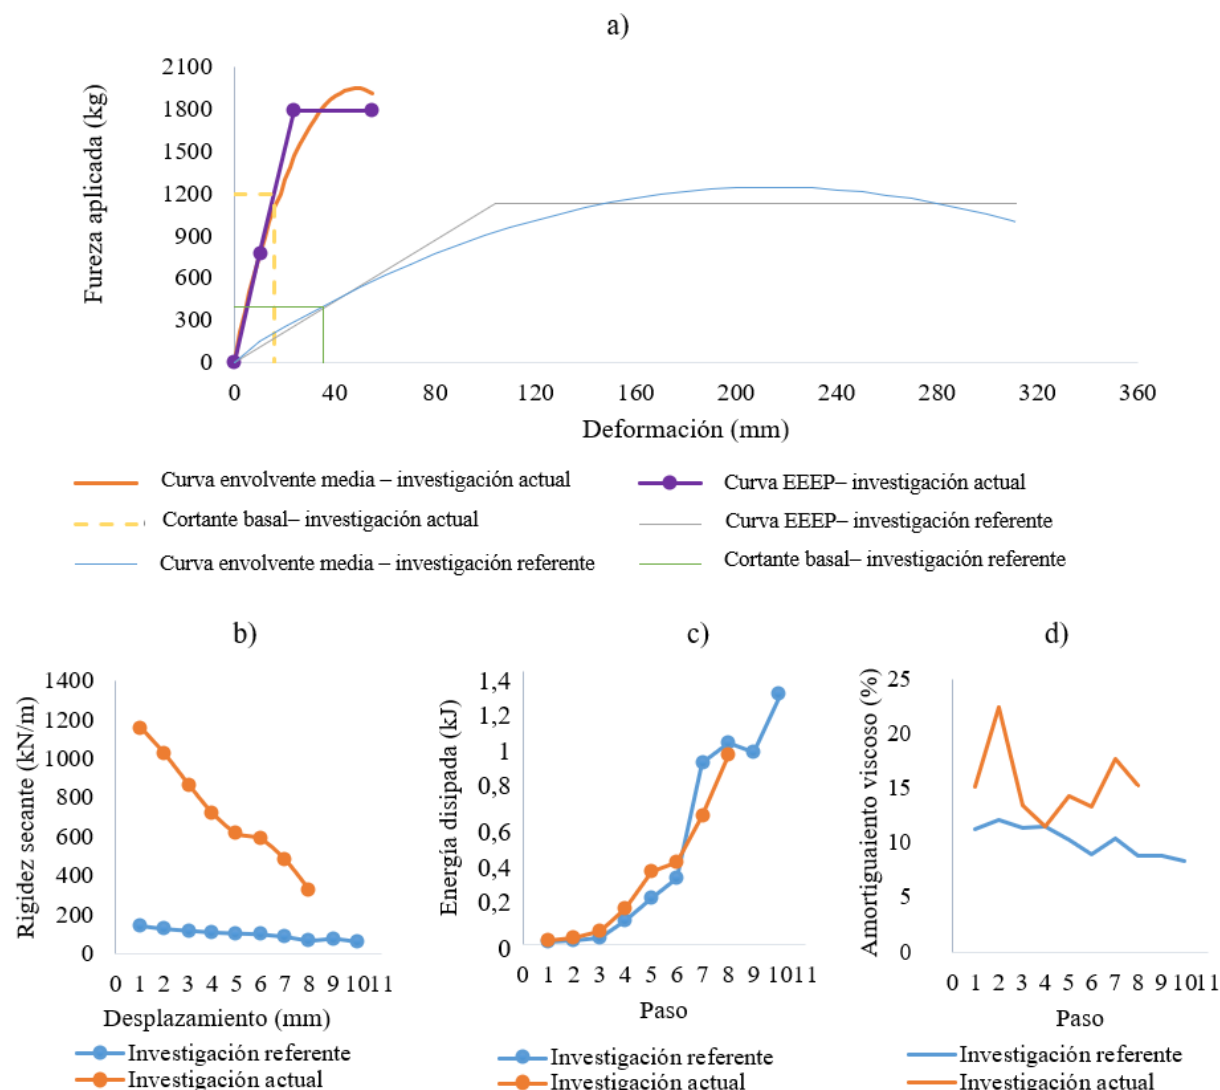 a)
Fureza aplicada (kg)
2100
1800
1500
1200
900
600
300
0
0 40 80 120 160 200 240 280 320 360
Deformación (mm)
Curva envolvente media – investigación actual
Curva EEEP– investigación actual
Cortante basal– investigación actual
Curva EEEP– investigación referente
Curva envolvente media – investigación referente
Cortante basal– investigación referente
b)
Rigidez secante (kN/m)
1400
1200
1000
800
600
400
200
0
0 1 2 3 4 5 6 7 8 9 1011
Desplazamiento (mm)
Investigación referente
Investigación actual
c)
Energía disipada (kJ)
1,4
1,2
1
0,8
0,6
0,4
0,2
0
0 1 2 3 4 5 6 7 8 9 1011
Paso
Investigación referente
Investigación actual
d)
Amortiguaiento viscoso (%)
25
20
15
10
5
0
0 1 2 3 4 5 6 7 8 9 1011
Paso
Investigación referente
Investigación actual